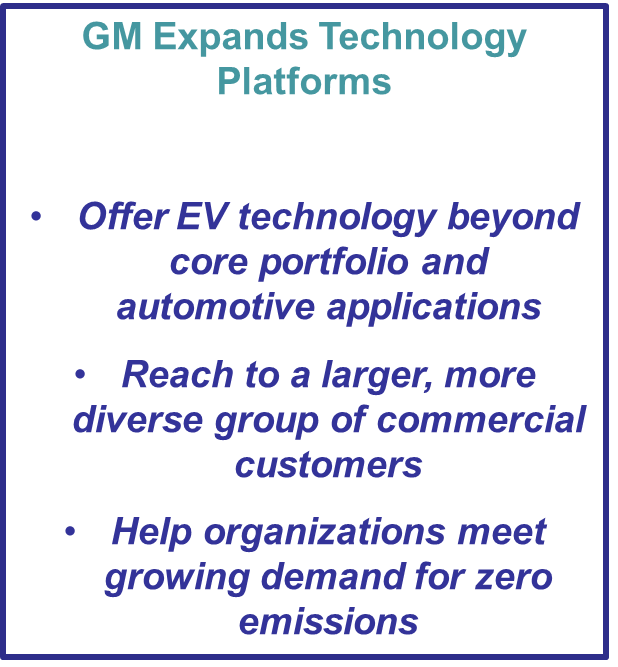 GM Expands Technology
Platforms
• Offer EV technology beyond
core portfolio and
automotive applications
• Reach to a larger, more
diverse group of commercial
customers
• Help organizations meet
growing demand for zero
emissions